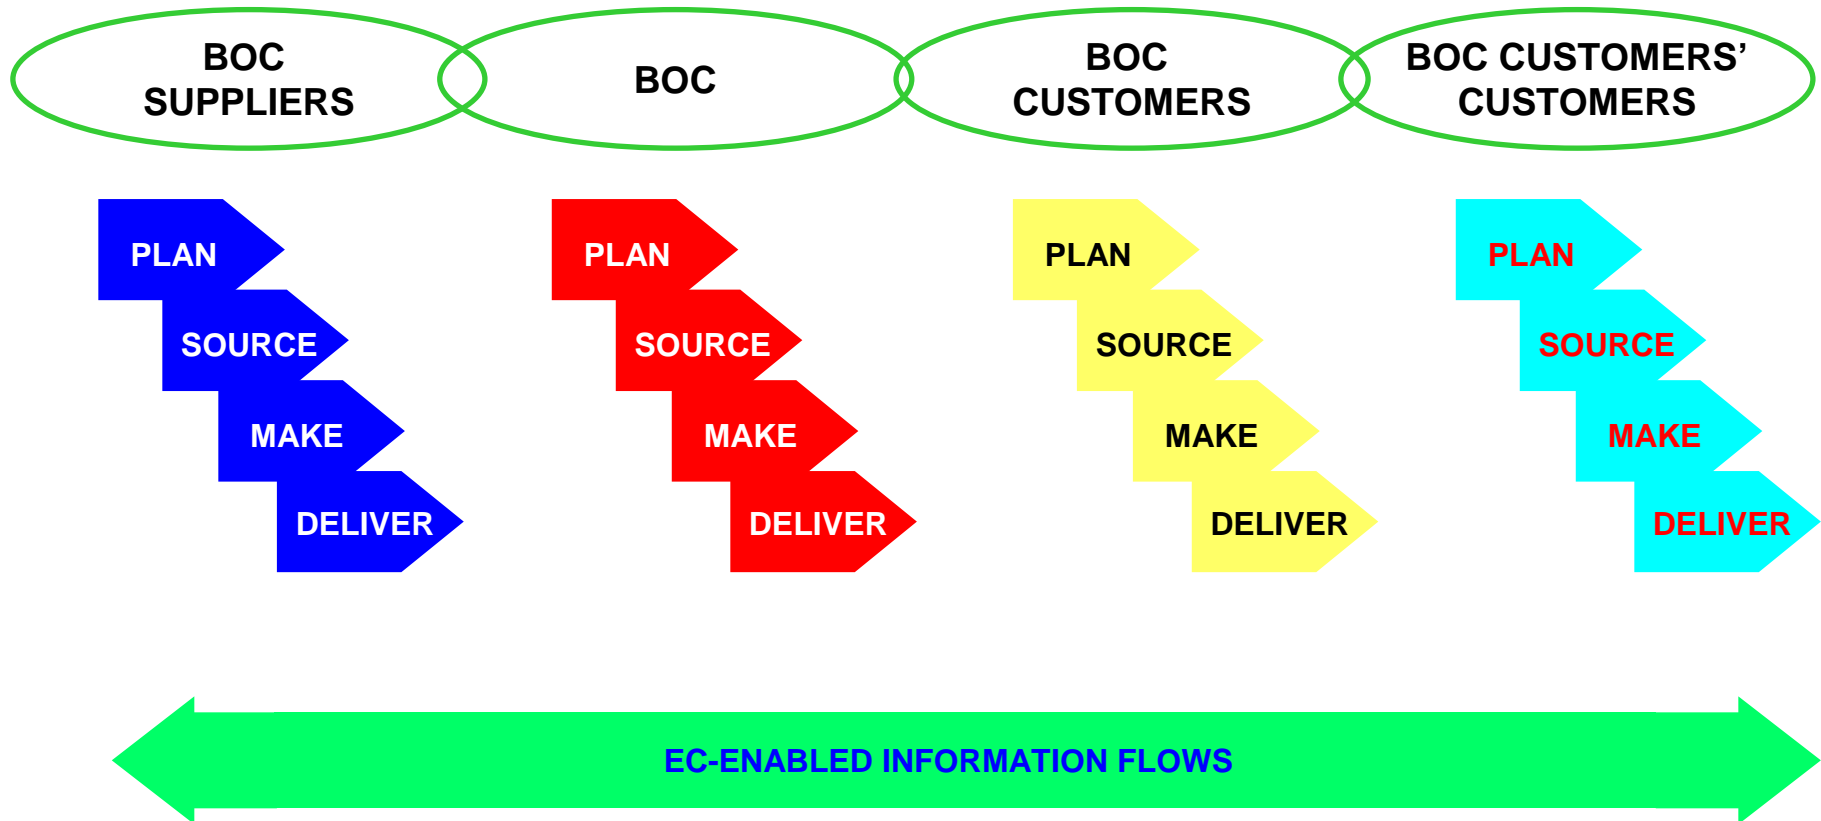 BOC
SUPPLIERS
BOC
BOC
CUSTOMERS
BOC CUSTOMERS’
CUSTOMERS
PLAN
SOURCE
MAKE
DELIVER
PLAN
SOURCE
MAKE
DELIVER
PLAN
SOURCE
MAKE
DELIVER
PLAN
SOURCE
MAKE
DELIVER
EC-ENABLED INFORMATION FLOWS